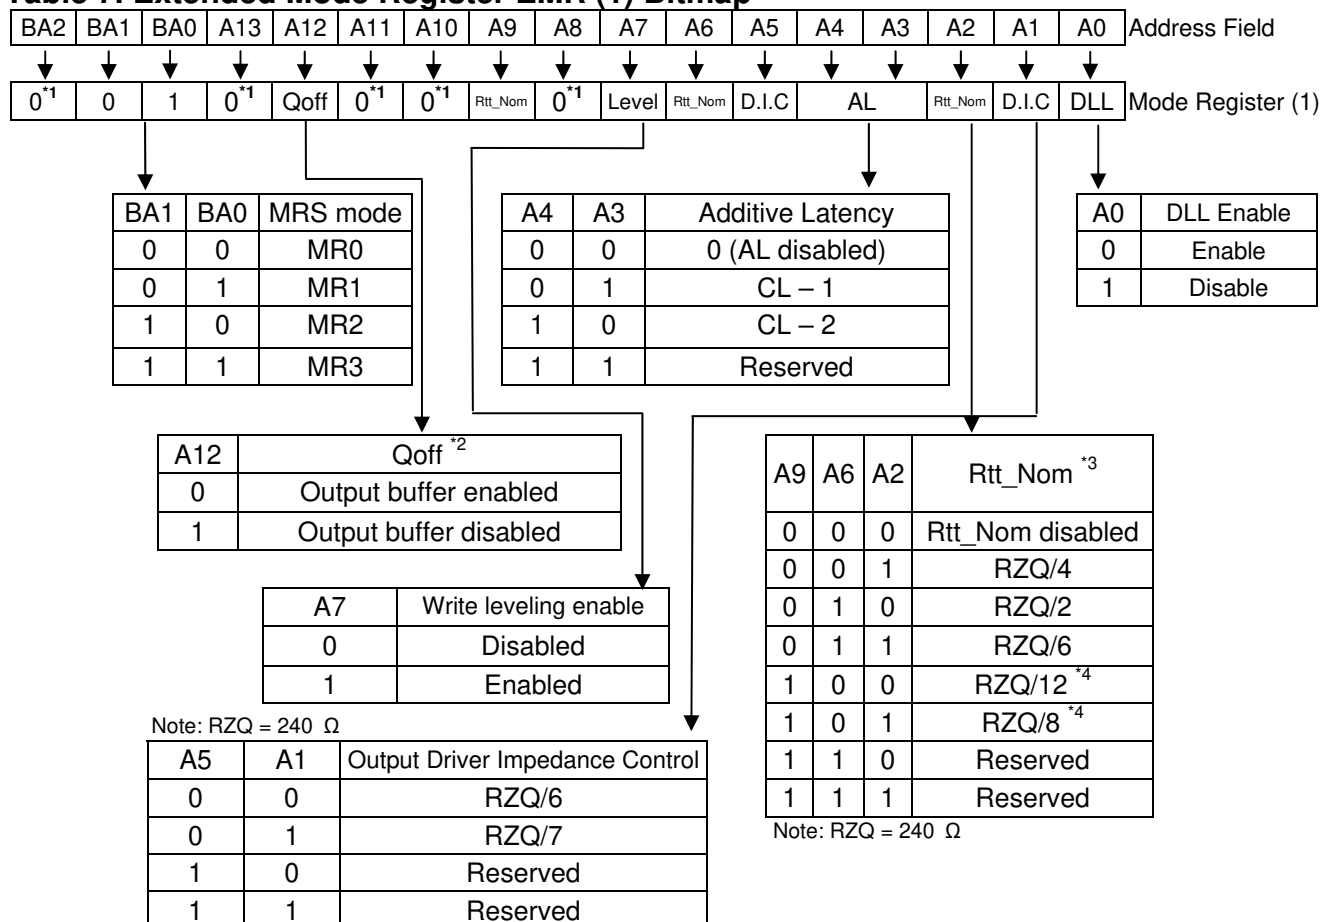 Table 7. Extended Mode Register EMR (1) Bitmap
BA2 BA1 BA0 A13 A12 A11 A10 A9 A8 A7 A6 A5 A4 A3 A2 A1 A0 Address Field
0*1 0 1 0*1 Qoff 0*1 0*1 Rtt_Nom 0*1 Level Rtt_Nom D.I.C AL Rtt_Nom D.I.C DLL Mode Register (1)
BA1 BA0 MRS mode
0 0 MR0
0 1 MR1
1 0 MR2
1 1 MR3
A4 A3 Additive Latency
0 0 0 (AL disabled)
0 1 CL – 1
1 0 CL – 2
1 1 Reserved
A0 DLL Enable
0 Enable
1 Disable
A12 Qoff *2
0 Output buffer enabled
1 Output buffer disabled
A7 Write leveling enable
0 Disabled
1 Enabled
Note: RZQ = 240 Ω
A5 A1 Output Driver Impedance Control
0 0 RZQ/6
0 1 RZQ/7
1 0 Reserved
1 1 Reserved
A9 A6 A2 Rtt_Nom *3
0 0 0 Rtt_Nom disabled
0 0 1 RZQ/4
0 1 0 RZQ/2
0 1 1 RZQ/6
1 0 0 RZQ/12 *4
1 0 1 RZQ/8 *4
1 1 0 Reserved
1 1 1 Reserved
Note: RZQ = 240 Ω